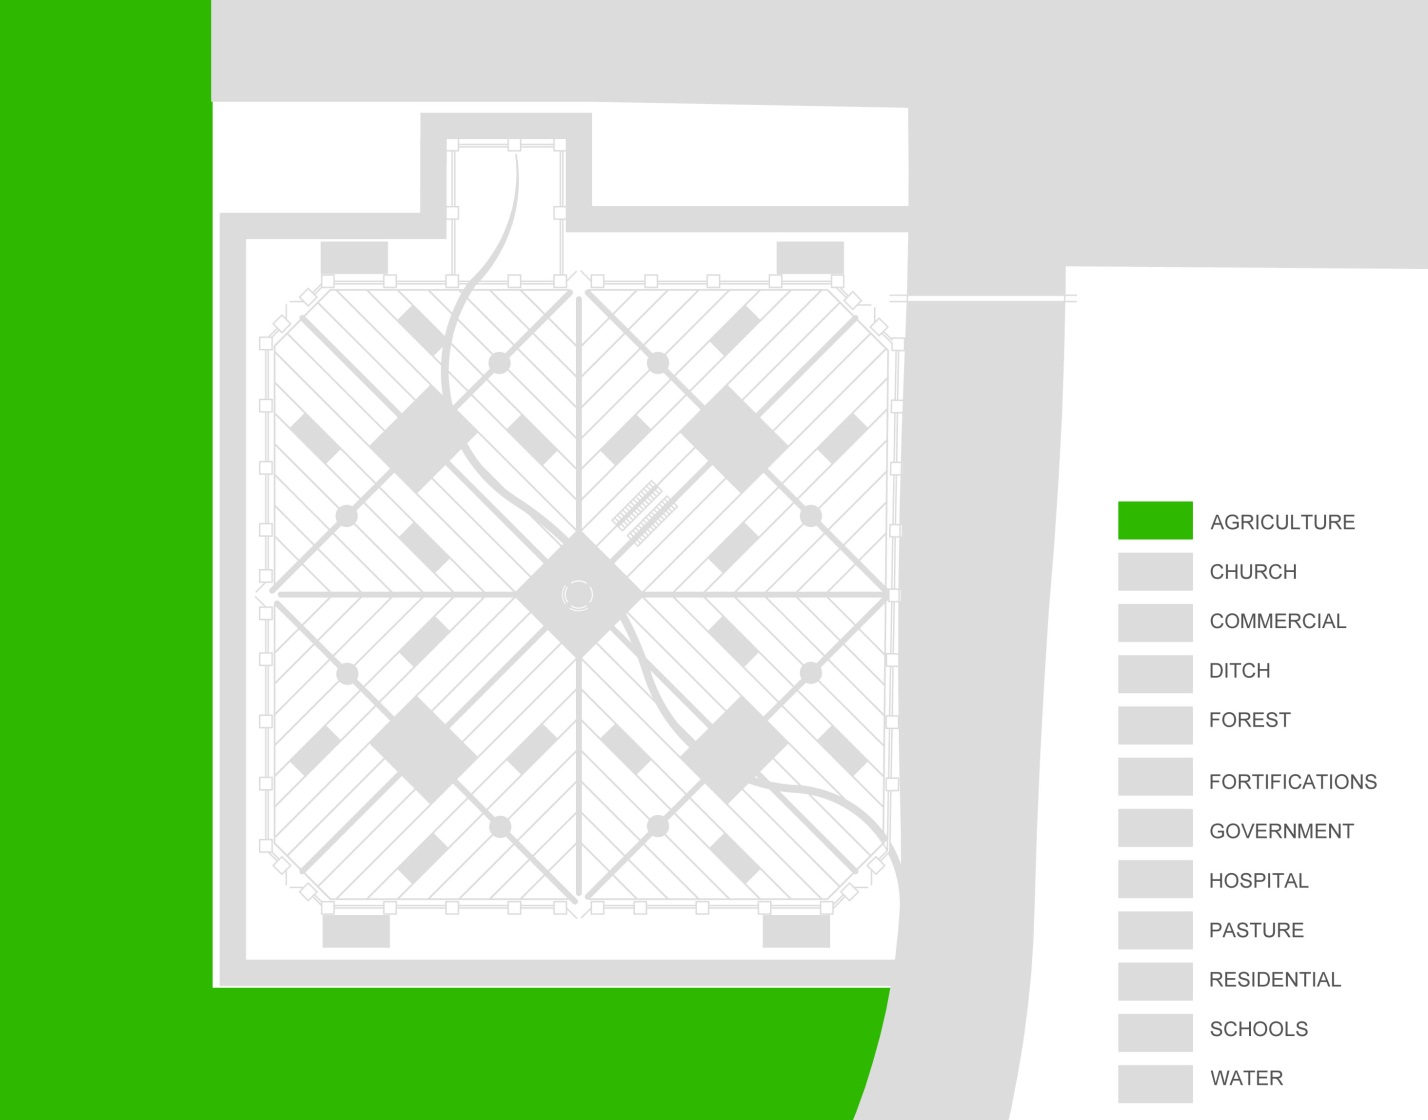 AGRICULTURE
CHURCH
COMMERCIAL
DITCH
FOREST
FORTIFICATIONS
GOVERNMENT
HOSPITAL
PASTURE
RESIDENTIAL
SCHOOLS
WATER